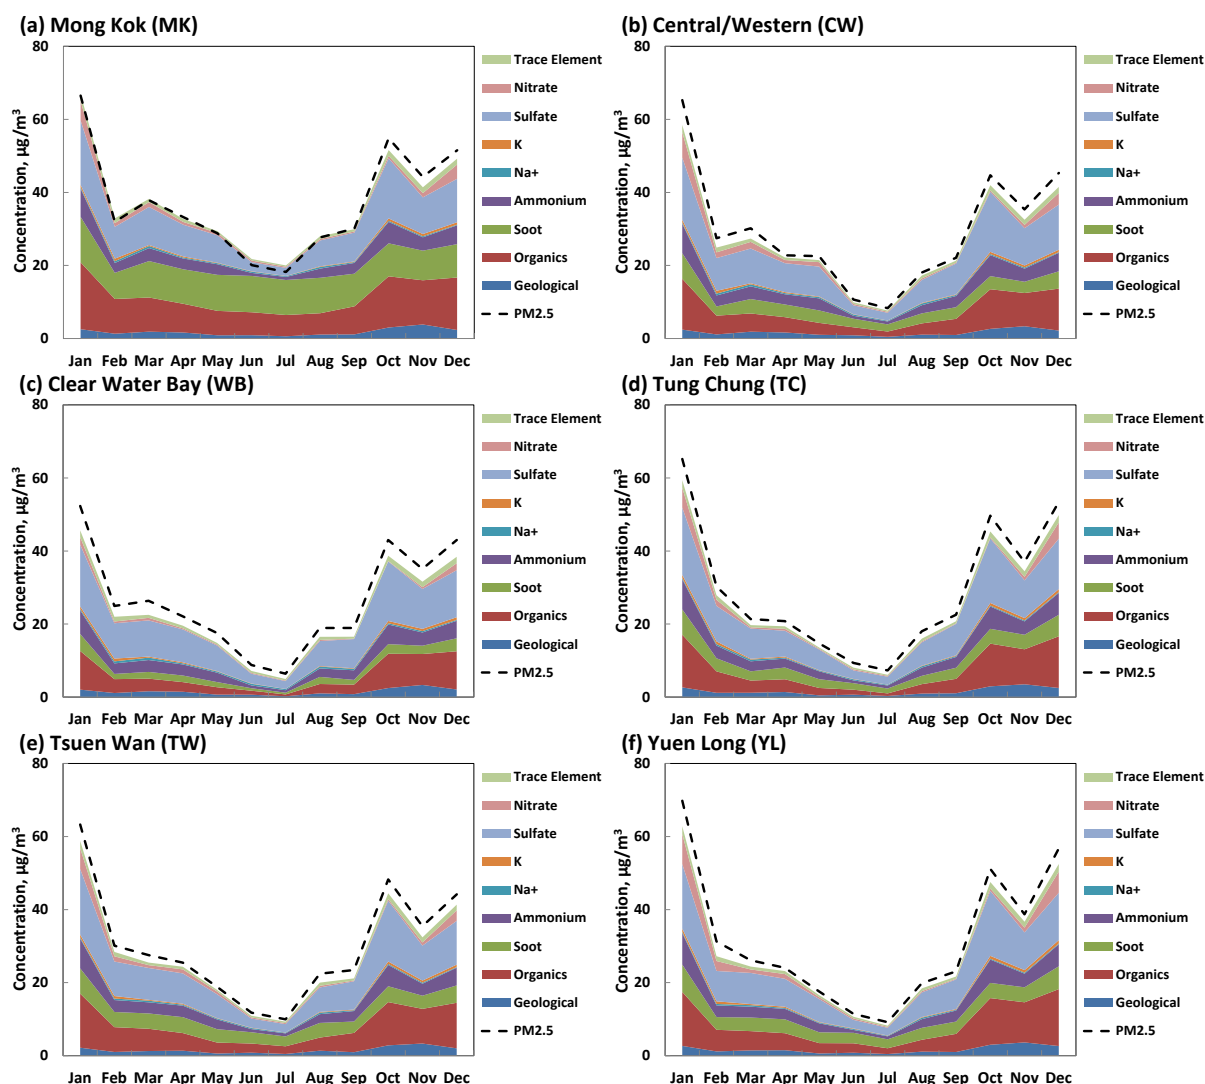 (a) Mong Kok (MK)
80
60
40
20
0
Concentration, µg/m³
Jan Feb Mar Apr May Jun Jul Aug Sep Oct Nov Dec
Trace Element
Nitrate
Sulfate
K
Na+
Ammonium
Soot
Organics
Geological
PM2.5
(b) Central/Western (CW)
80
60
40
20
0
Concentration, µg/m³
Jan Feb Mar Apr May Jun Jul Aug Sep Oct Nov Dec
Trace Element
Nitrate
Sulfate
K
Na+
Ammonium
Soot
Organics
Geological
PM2.5
(c) Clear Water Bay (WB)
80
60
40
20
0
Concentration, µg/m³
Jan Feb Mar Apr May Jun Jul Aug Sep Oct Nov Dec
Trace Element
Nitrate
Sulfate
K
Na+
Ammonium
Soot
Organics
Geological
PM2.5
(d) Tung Chung (TC)
80
60
40
20
0
Concentration, µg/m³
Jan Feb Mar Apr May Jun Jul Aug Sep Oct Nov Dec
Trace Element
Nitrate
Sulfate
K
Na+
Ammonium
Soot
Organics
Geological
PM2.5
(e) Tsuen Wan (TW)
80
60
40
20
0
Concentration, µg/m³
Jan Feb Mar Apr May Jun Jul Aug Sep Oct Nov Dec
Trace Element
Nitrate
Sulfate
K
Na+
Ammonium
Soot
Organics
Geological
PM2.5
(f) Yuen Long (YL)
80
60
40
20
0
Concentration, µg/m³
Jan Feb Mar Apr May Jun Jul Aug Sep Oct Nov Dec
Trace Element
Nitrate
Sulfate
K
Na+
Ammonium
Soot
Organics
Geological
PM2.5